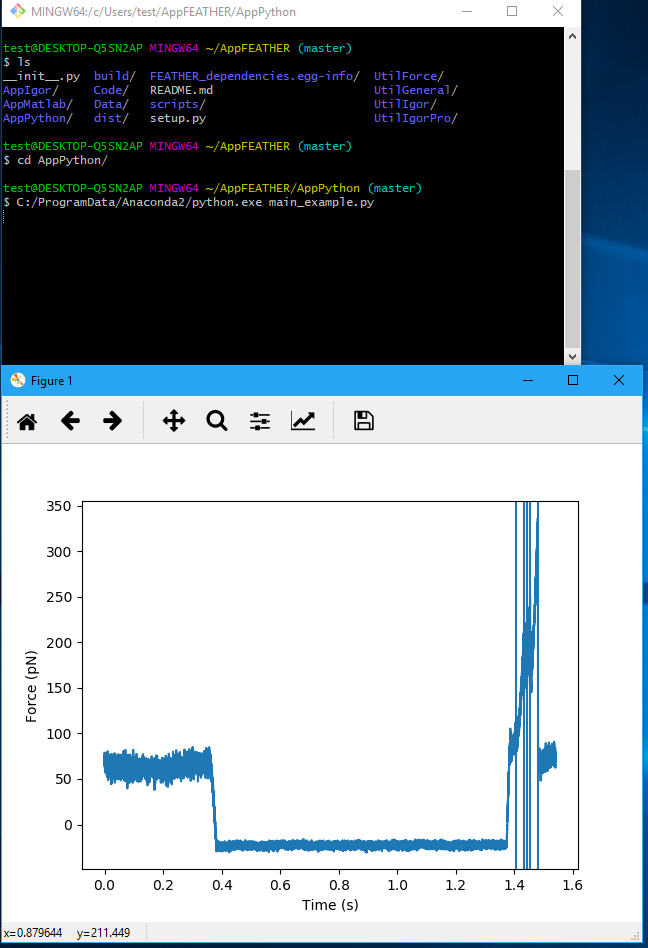 MINGW64:/c/Users/test/AppFEATHER/AppPython
test@DESKTOP-Q5SN2AP MINGW64 ~/AppFEATHER (master)
$ ls
__init__.py build/ FEATHER_dependencies.egg-info/ UtilForce/
AppIgor/ Code/ README.md UtilGeneral/
AppMatlab/ Data/ scripts/ UtilIgor/
AppPython/ dist/ setup.py UtilIgorPro/
test@DESKTOP-Q5SN2AP MINGW64 ~/AppFEATHER (master)
$ cd AppPython/
test@DESKTOP-Q5SN2AP MINGW64 ~/AppFEATHER/AppPython (master)
$ C:/ProgramData/Anaconda2/python.exe main_example.py
Figure 1
350
300
250
200
150
100
50
0
Force (pN)
0.0 0.2 0.4 0.6 0.8 1.0 1.2 1.4 1.6
Time (s)
x=0.879644 y=211.449